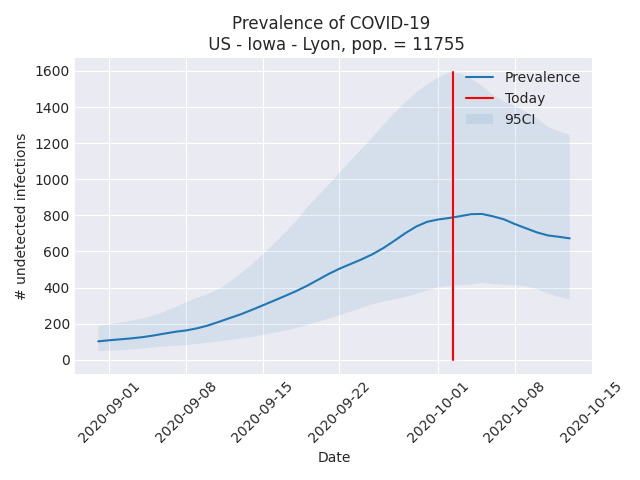 Prevalence of COVID-19
US - Iowa - Lyon, pop. = 11755
1600
1400
1200
1000
800
600
400
200
0
# undetected infections
Prevalence
Today
95CI
2020-09-01
2020-09-08
2020-09-15
2020-09-22
2020-10-01
2020-10-08
2020-10-15
Date